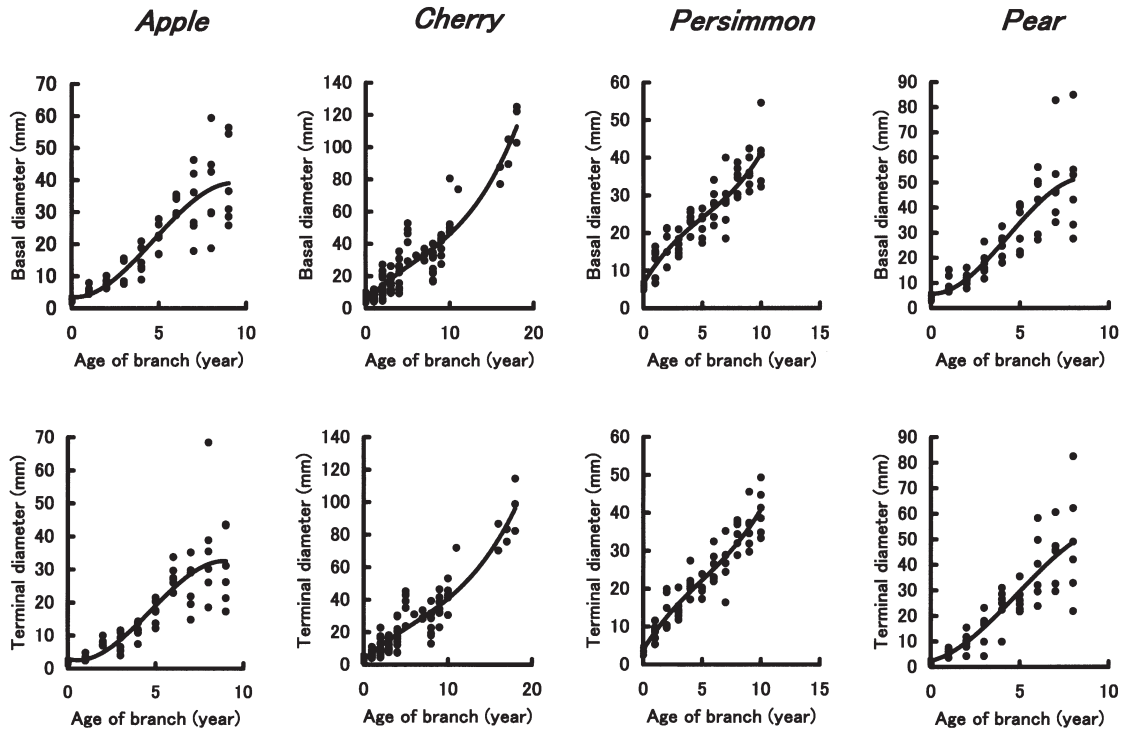 Apple Cherry Persimmon Pear
70 60 50 40 30 20 10 0
Basal diameter (mm)
0 5 10
Age of branch (year)
140 120 100 80 60 40 20 0
Basal diameter (mm)
0 10 20
Age of branch (year)
60 50 40 30 20 10 0
Basal diameter (mm)
0 5 10 15
Age of branch (year)
90 80 70 60 50 40 30 20 10 0
Basal diameter (mm)
0 5 10
Age of branch (year)
70 60 50 40 30 20 10 0
Terminal diameter (mm)
0 5 10
Age of branch (year)
140 120 100 80 60 40 20 0
Terminal diameter (mm)
0 10 20
Age of branch (year)
60 50 40 30 20 10 0
Terminal diameter (mm)
0 5 10 15
Age of branch (year)
90 80 70 60 50 40 30 20 10 0
Terminal diameter (mm)
0 5 10
Age of branch (year)